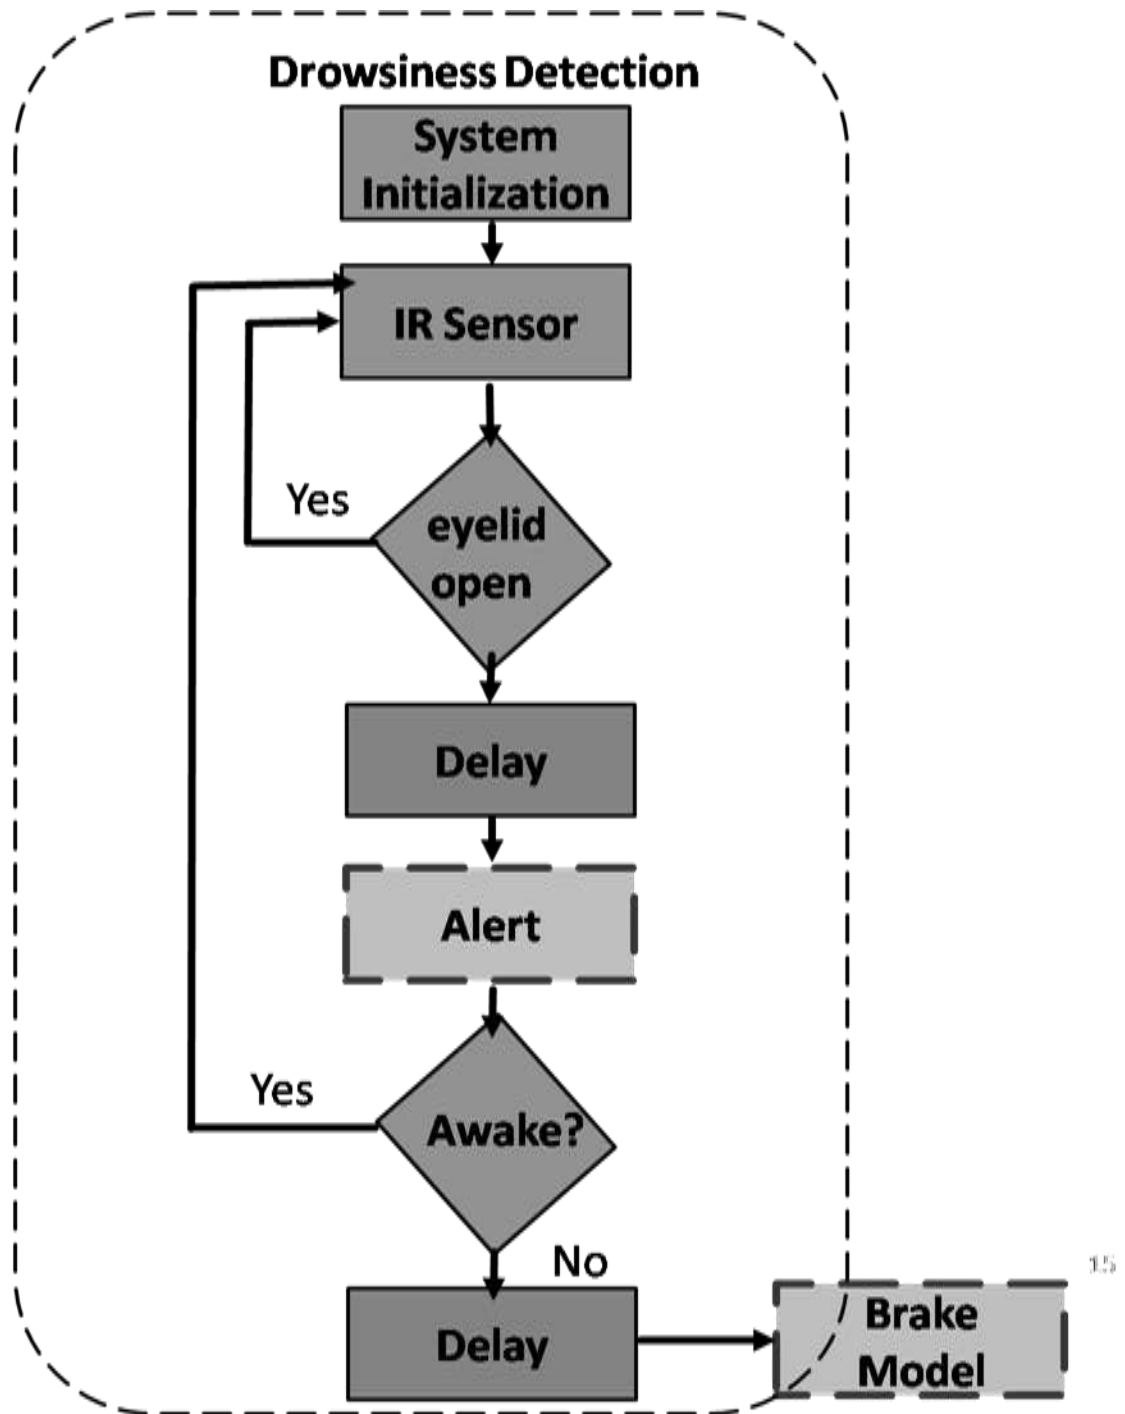 Drowsiness Detection
System
Initialization
IR Sensor
Yes
eyelid
open
Delay
Alert
Yes
Awake?
No
15
Brake
Model
Delay